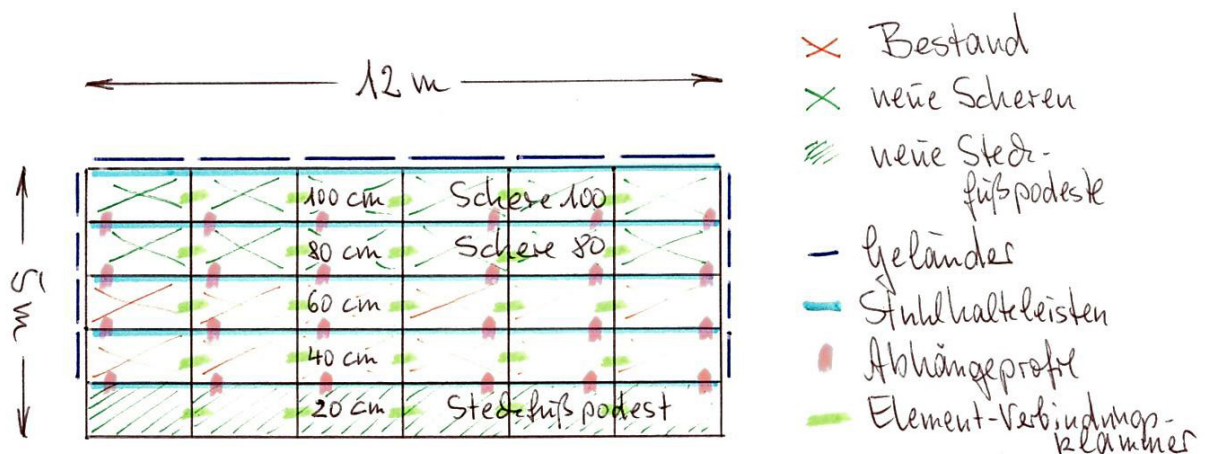 12 m
5 m
100 cm Schere 100
80 cm Schere 80
60 cm
40 cm
20 cm Steckfußpodest
Bestand
neue Scheren
neue Steck-
fußpodeste
Geländer
Stuhlhalteleisten
Abhängeprofile
Element-Verbindungs-
klammer